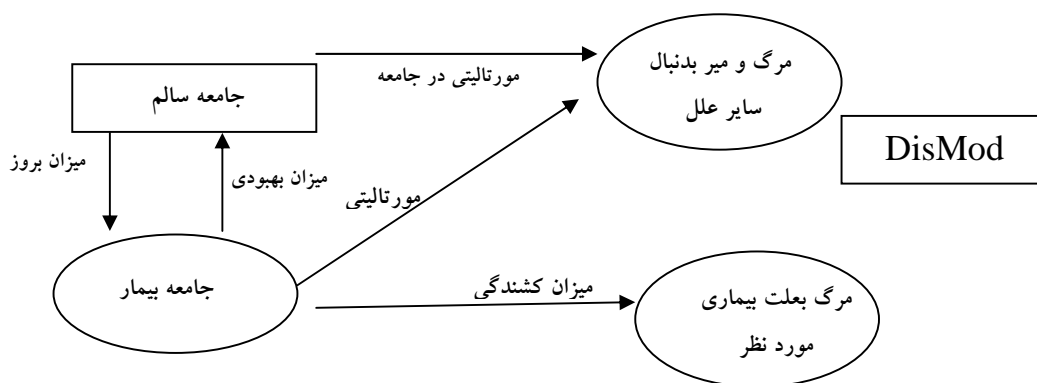 مرگ و میر بدنبال
سایر علل
مورتالیتی در جامعه
جامعه سالم
DisMod
میزان بروز
میزان بهبودی
مورتالیتی
جامعه بیمار
میزان کشندگی
مرگ بعلت بیماری
مورد نظر